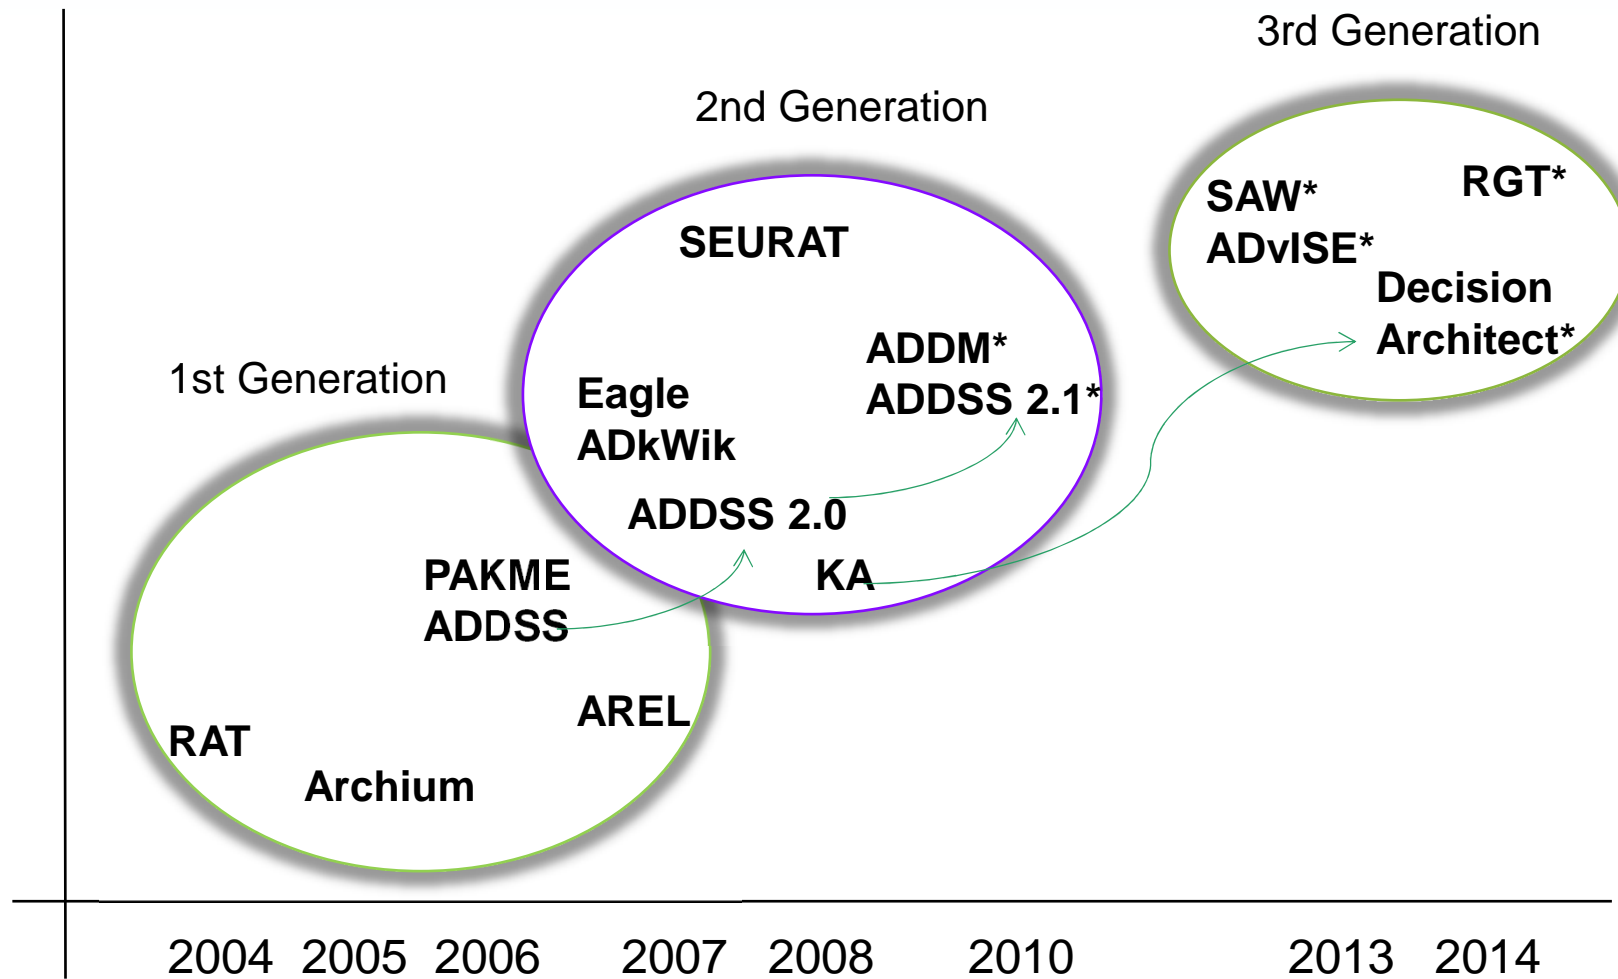 3rd Generation
2nd Generation
SAW*
ADvISE*
RGT*
Decision
Architect*
SEURAT
ADDM*
ADDSS 2.1*
1st Generation
Eagle
ADkWik
ADDSS 2.0
KA
PAKME
ADDSS
AREL
RAT
Archium
2004 2005 2006 2007 2008 2010 2013 2014